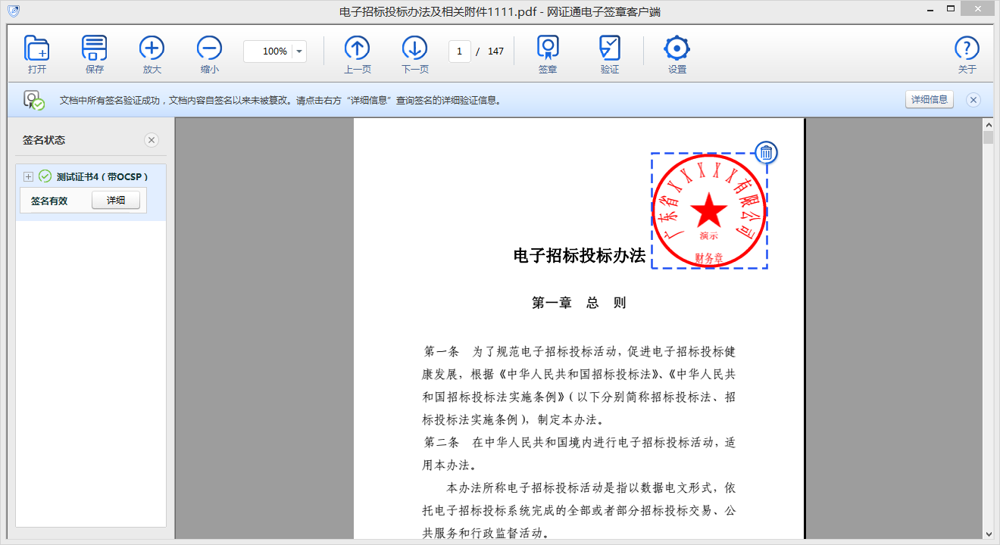 电子招标投标办法及相关附件1111.pdf - 网证通电子签章客户端
打开
保存
放大
缩小
100%
上一页
下一页
1 / 147
签章
验证
设置
关于
文档中所有签名验证成功，文档内容自签名以来未被篡改。请点击右方“详细信息”查询签名的详细验证信息。
详细信息
签名状态
测试证书4 ( 带OCSP )
签名有效
详细
广东省XXXXX有限公司
演示
财务章
电子招标投标办法
第一章 总 则
第一条 为了规范电子招标投标活动，促进电子招标投标健
康发展，根据《中华人民共和国招标投标法》、《中华人民共
和国招标投标法实施条例》（以下分别简称招标投标法、招
标投标法实施条例），制定本办法。
第二条 在中华人民共和国境内进行电子招标投标活动，适
用本办法。
本办法所称电子招标投标活动是指以数据电文形式，依
托电子招标投标系统完成的全部或者部分招标投标交易、公
共服务和行政监督活动。